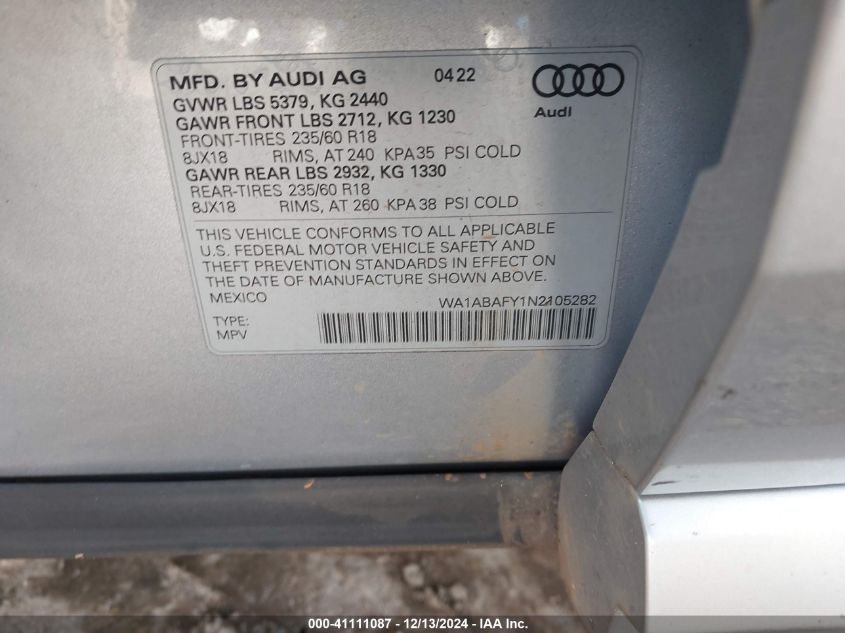 MFD. BY AUDI AG 04 22
GVWR LBS 5379, KG 2440
GAWR FRONT LBS 2712, KG 1230
FRONT-TIRES 235/60 R18
8JX18 RIMS, AT 240 KPA 35 PSI COLD
GAWR REAR LBS 2932, KG 1330
REAR-TIRES 235/60 R18
8JX18 RIMS, AT 260 KPA 38 PSI COLD
Audi
THIS VEHICLE CONFORMS TO ALL APPLICABLE
U.S. FEDERAL MOTOR VEHICLE SAFETY AND
THEFT PREVENTION STANDARDS IN EFFECT ON
THE DATE OF MANUFACTURE SHOWN ABOVE.
MEXICO WA1ABAFY1N2105282
TYPE:
MPV
000-41111087 - 12/13/2024 - IAA Inc.